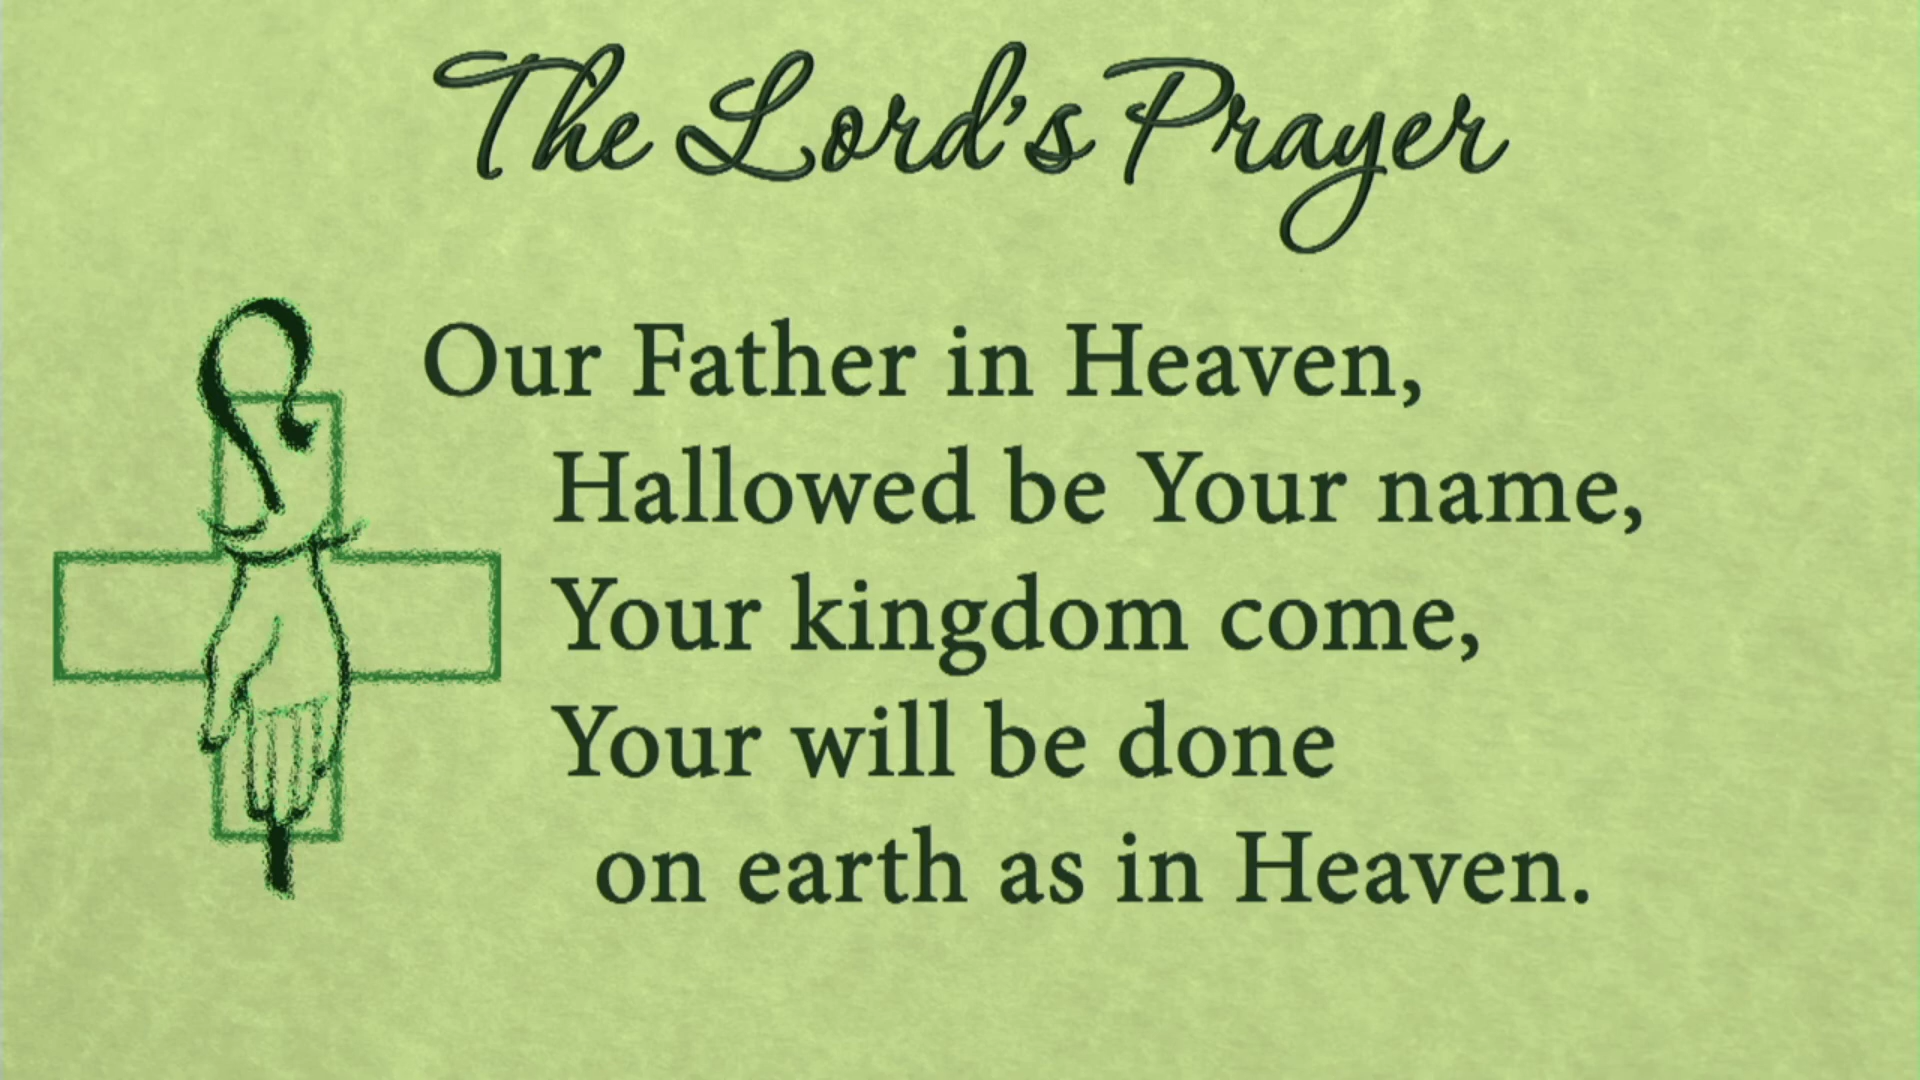 The Lord's Prayer
Our Father in Heaven,
Hallowed be Your name,
Your kingdom come,
Your will be done
on earth as in Heaven.